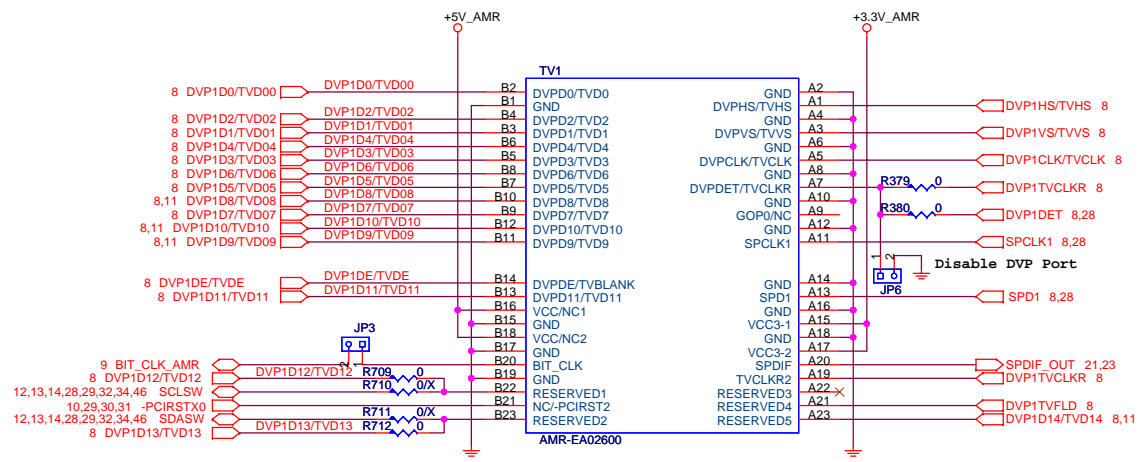 +5V_AMR +3.3V_AMR
TV1
8 DVP1D0/TVD00 DVP1D0/TVD00 B2 DVPD0/TVD0 GND A2
B1 GND DVPHS/TVHS A1 DVP1HS/TVHS 8
8 DVP1D2/TVD02 DVP1D2/TVD02 B4 DVPD2/TVD2 GND A4
8 DVP1D1/TVD01 DVP1D1/TVD01 B3 DVPD1/TVD1 DVPVS/TVVS A3 DVP1VS/TVVS 8
8 DVP1D4/TVD04 DVP1D4/TVD04 B6 DVPD4/TVD4 GND A6
8 DVP1D3/TVD03 DVP1D3/TVD03 B5 DVPD3/TVD3 DVPCLK/TVCLK A5 DVP1CLK/TVCLK 8
8 DVP1D6/TVD06 DVP1D6/TVD06 B8 DVPD6/TVD6 GND A8
8 DVP1D5/TVD05 DVP1D5/TVD05 B7 DVPD5/TVD5 DVPDET/TVCLKR A7 R379 0 DVP1TVCLKR 8
8,11 DVP1D8/TVD08 DVP1D8/TVD08 B10 DVPD8/TVD8 GND A10
8 DVP1D7/TVD07 DVP1D7/TVD07 B9 DVPD7/TVD7 GOP0/NC A9 R380 0 DVP1DET 8,28
8,11 DVP1D10/TVD10 DVP1D10/TVD10 B12 DVPD10/TVD10 GND A12
8,11 DVP1D9/TVD09 DVP1D9/TVD09 B11 DVPD9/TVD9 SPCLK1 A11 SPCLK1 8,28
1 2 Disable DVP Port
JP6
8 DVP1DE/TVDE DVP1DE/TVDE B14 DVPDE/TVBLANK GND A14
8 DVP1D11/TVD11 DVP1D11/TVD11 B13 DVPD11/TVD11 SPD1 A13 SPD1 8,28
B16 VCC/NC1 GND A16
B15 GND VCC3-1 A15
B18 VCC/NC2 GND A18
JP3
2 1
B17 GND VCC3-2 A17
9 BIT_CLK_AMR B20 BIT_CLK SPDIF A20 SPDIF_OUT 21,23
8 DVP1D12/TVD12 DVP1D12/TVD12 R709 0 B19 GND TVCLKR2 A19 DVP1TVCLKR 8
12,13,14,28,29,32,34,46 SCLSW R710 0/X B22 RESERVED1 RESERVED3 A22
10,29,30,31 -PCIRSTX0 B21 NC/-PCIRST2 RESERVED4 A21 DVP1TVFLD 8
12,13,14,28,29,32,34,46 SDASW R711 0/X B23 RESERVED2 RESERVED5 A23 DVP1D14/TVD14 8,11
8 DVP1D13/TVD13 DVP1D13/TVD13 R712 0
AMR-EA02600